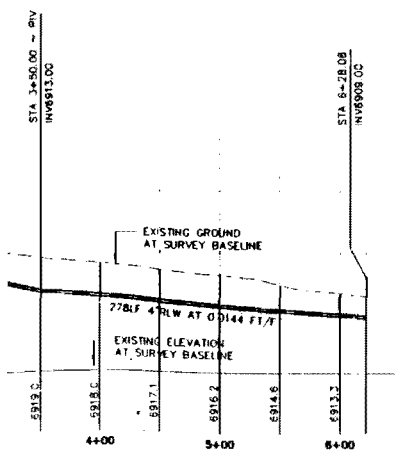 STA 3+50.00 ~ PIV
INV6913.00
STA 6+28.08
INV6909.00
EXISTING GROUND
AT SURVEY BASELINE
278LF 4"RLW AT 0.0144 FT/F
EXISTING ELEVATION
AT SURVEY BASELINE
6919.0
6918.0
6917.1
6916.2
6914.6
6913.3
4+00
5+00
6+00